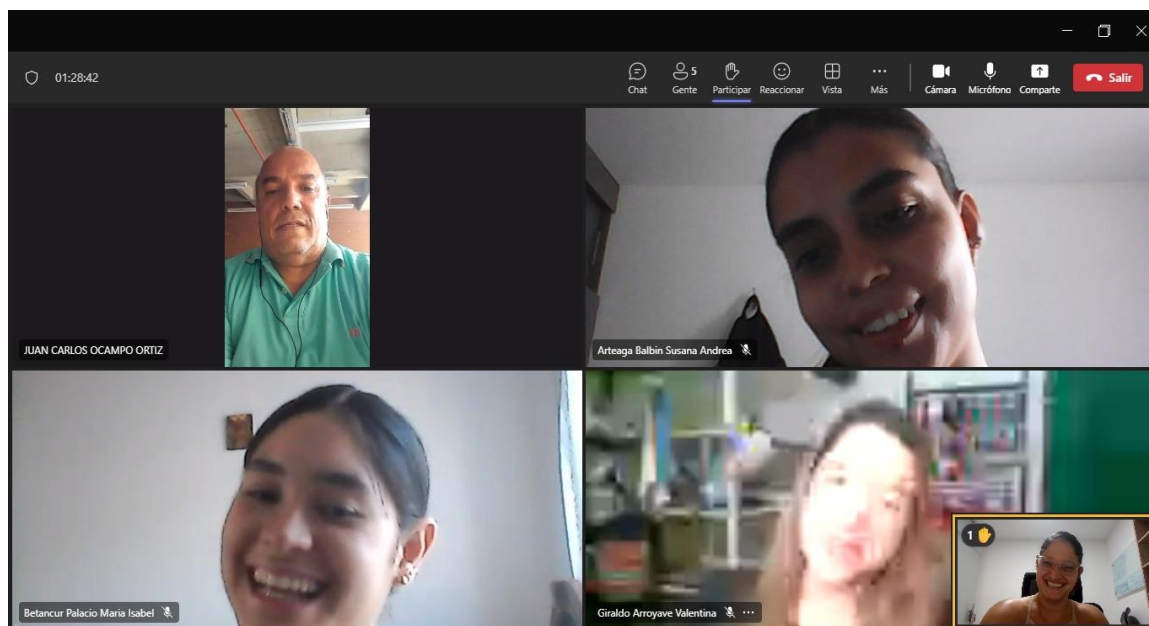 01:28:42
Chat
5
Gente
Participar
Reaccionar
Vista
Más
Cámara
Micrófono
Comparte
Salir
JUAN CARLOS OCAMPO ORTIZ
Arteaga Balbin Susana Andrea
Betancur Palacio Maria Isabel
Giraldo Arroyave Valentina
1